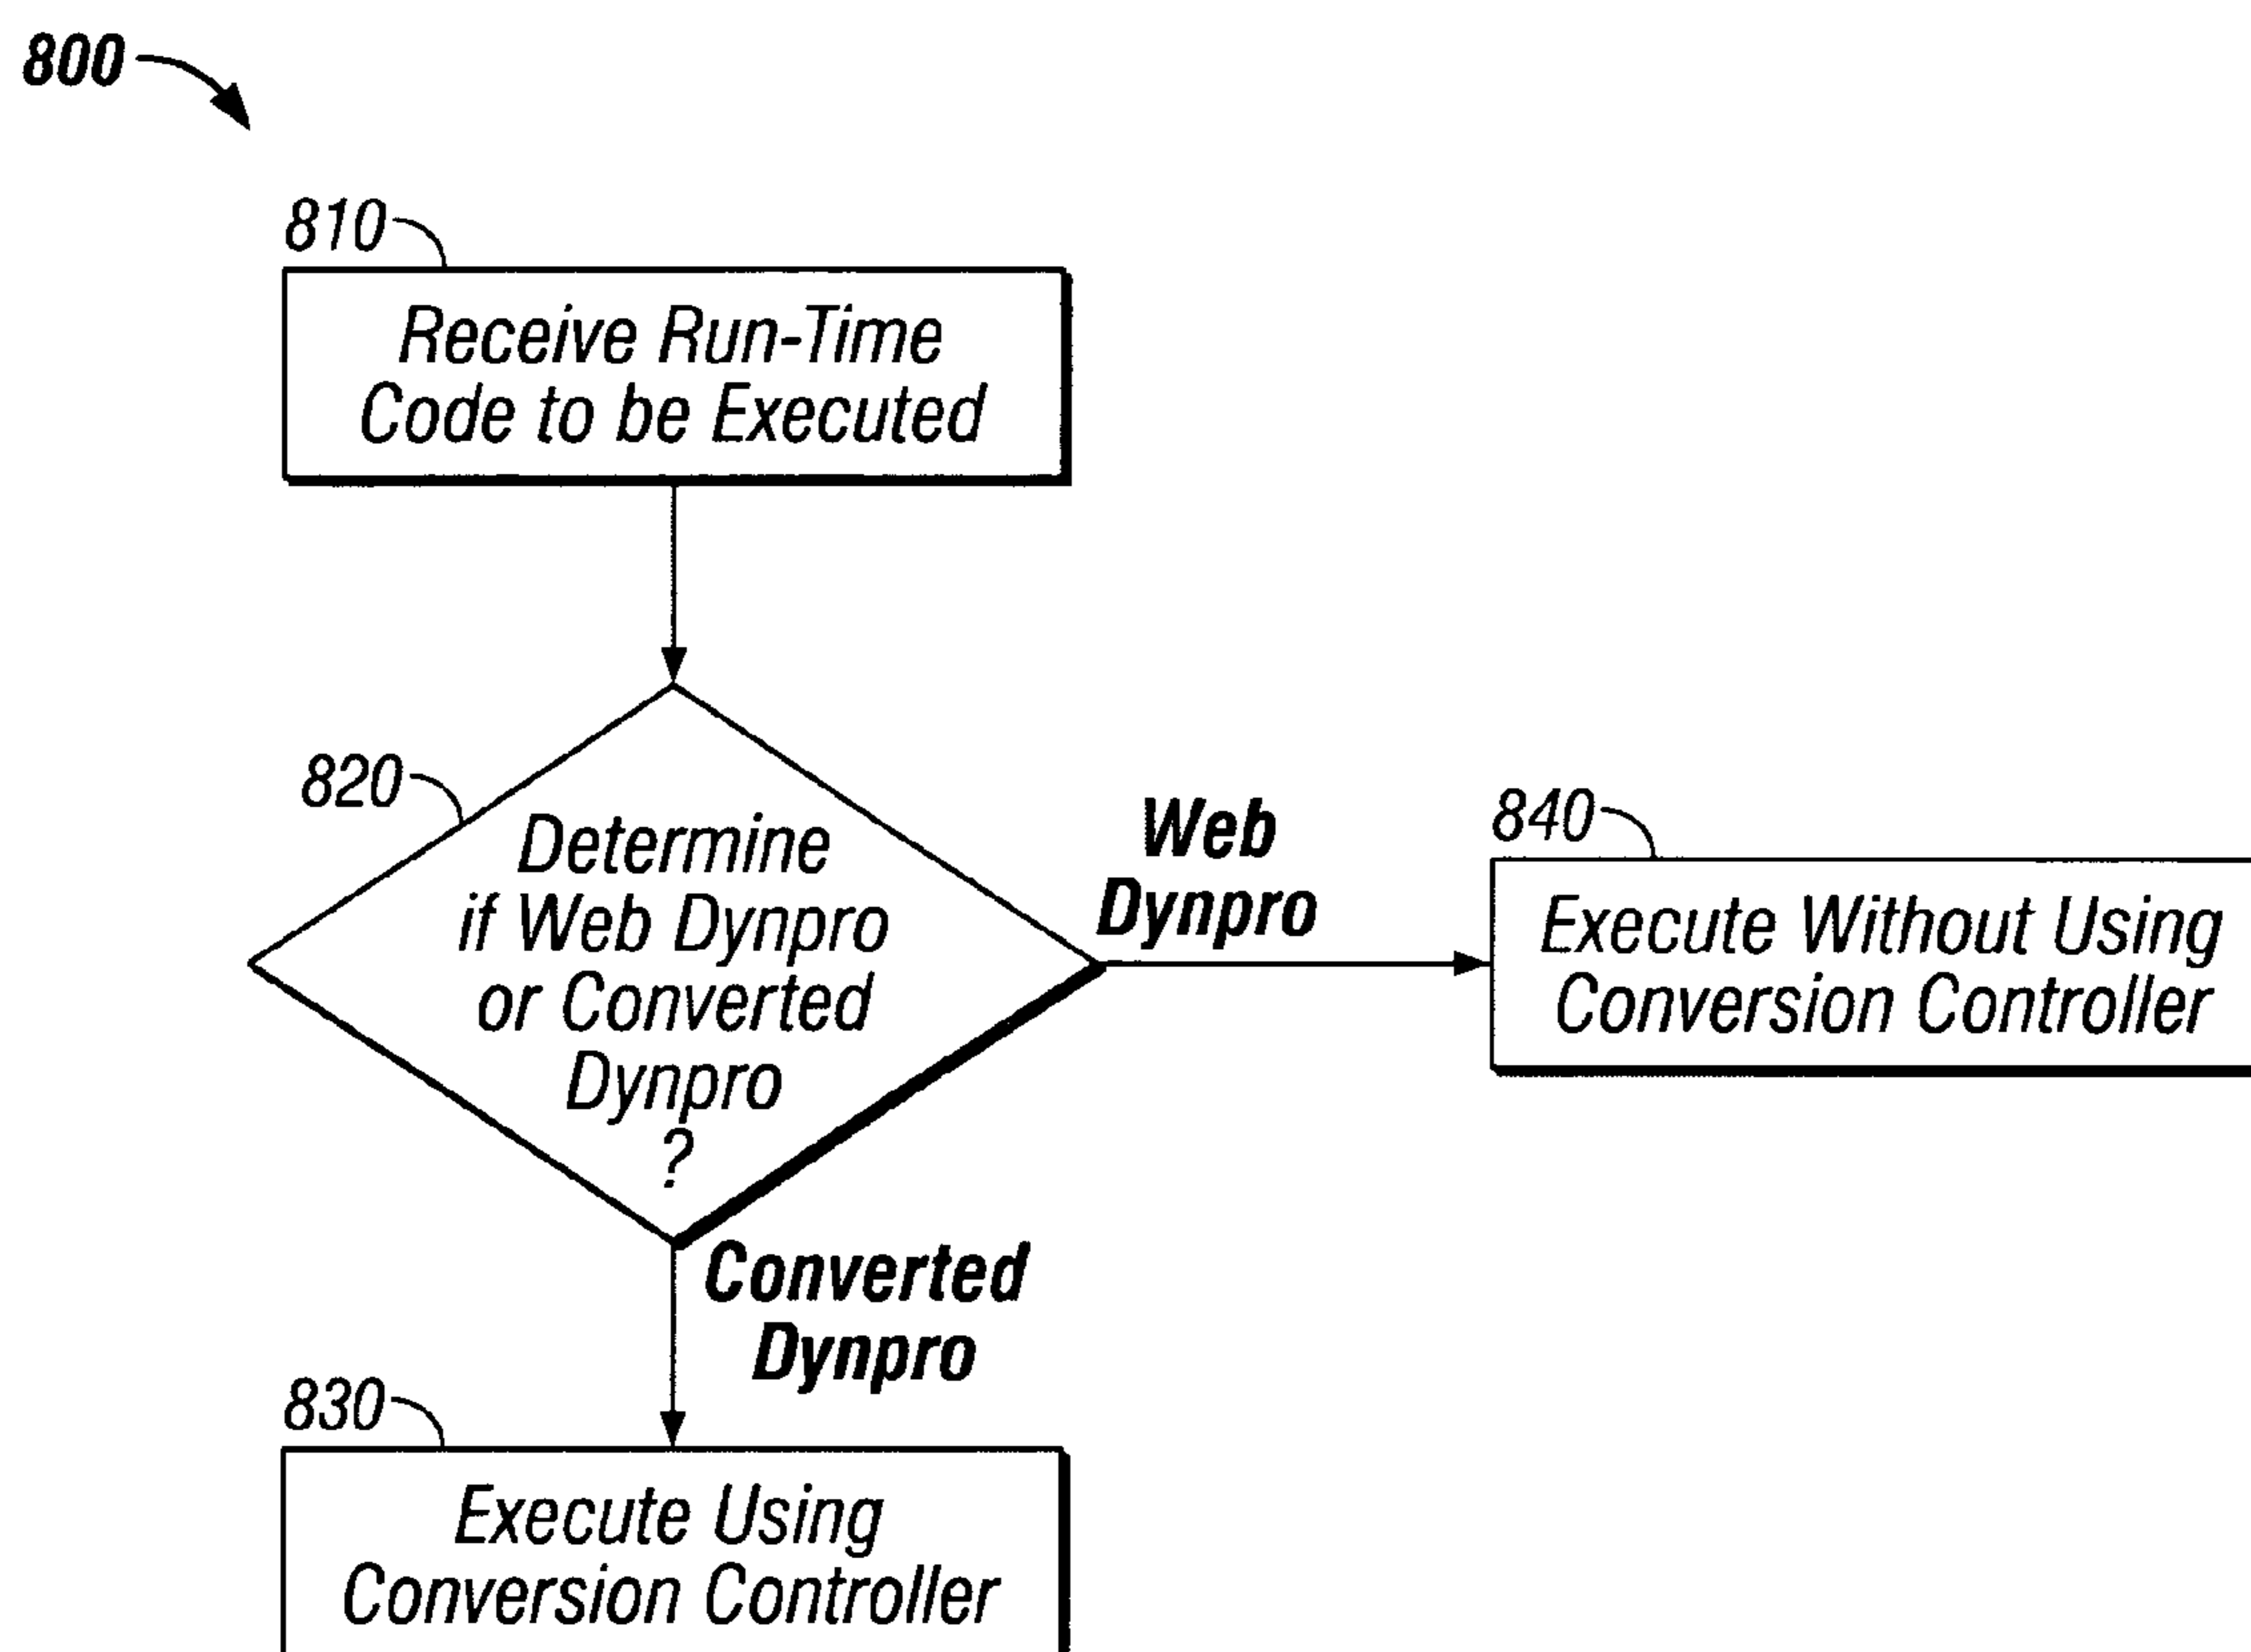 800
810
Receive Run-Time
Code to be Executed
820
Determine
if Web Dynpro
or Converted
Dynpro
?
Web
Dynpro
840
Execute Without Using
Conversion Controller
Converted
Dynpro
830
Execute Using
Conversion Controller